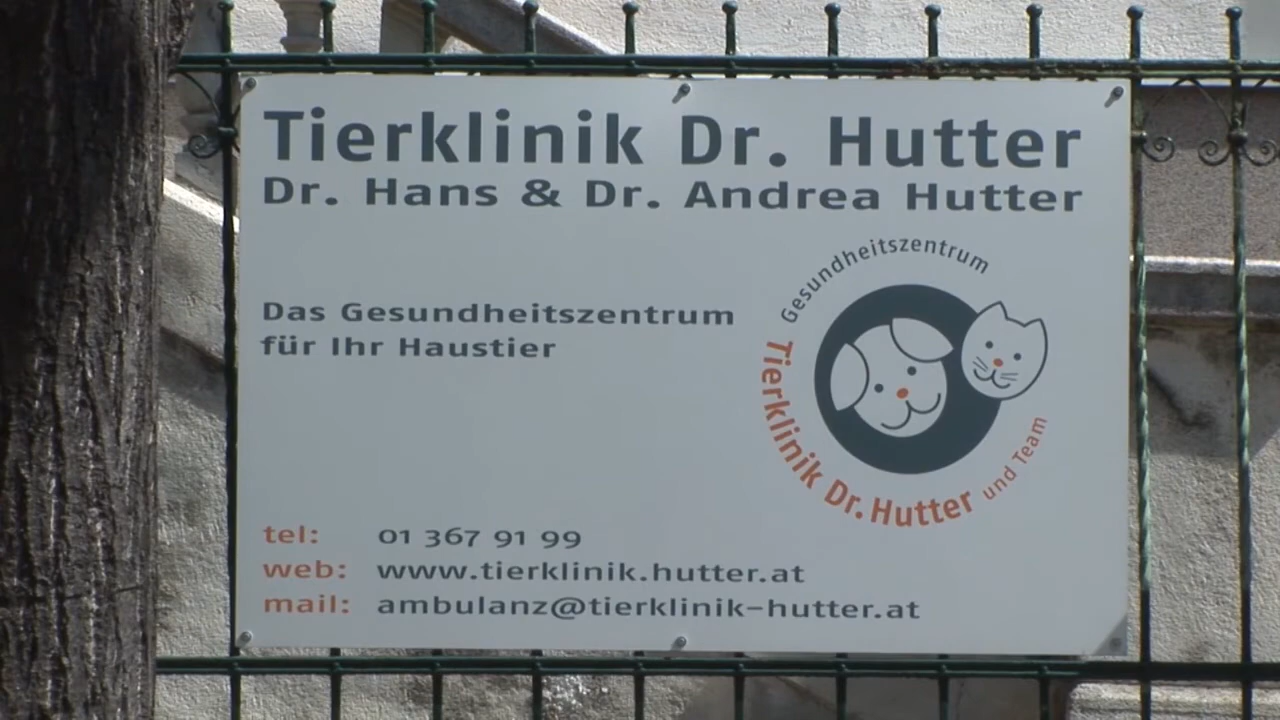 Tierklinik Dr. Hutter
Dr. Hans & Dr. Andrea Hutter
Das Gesundheitszentrum
für Ihr Haustier
Gesundheitszentrum
Tierklinik Dr. Hutter
und Team
tel: 01 367 91 99
web: www.tierklinik.hutter.at
mail: ambulanz@tierklinik-hutter.at